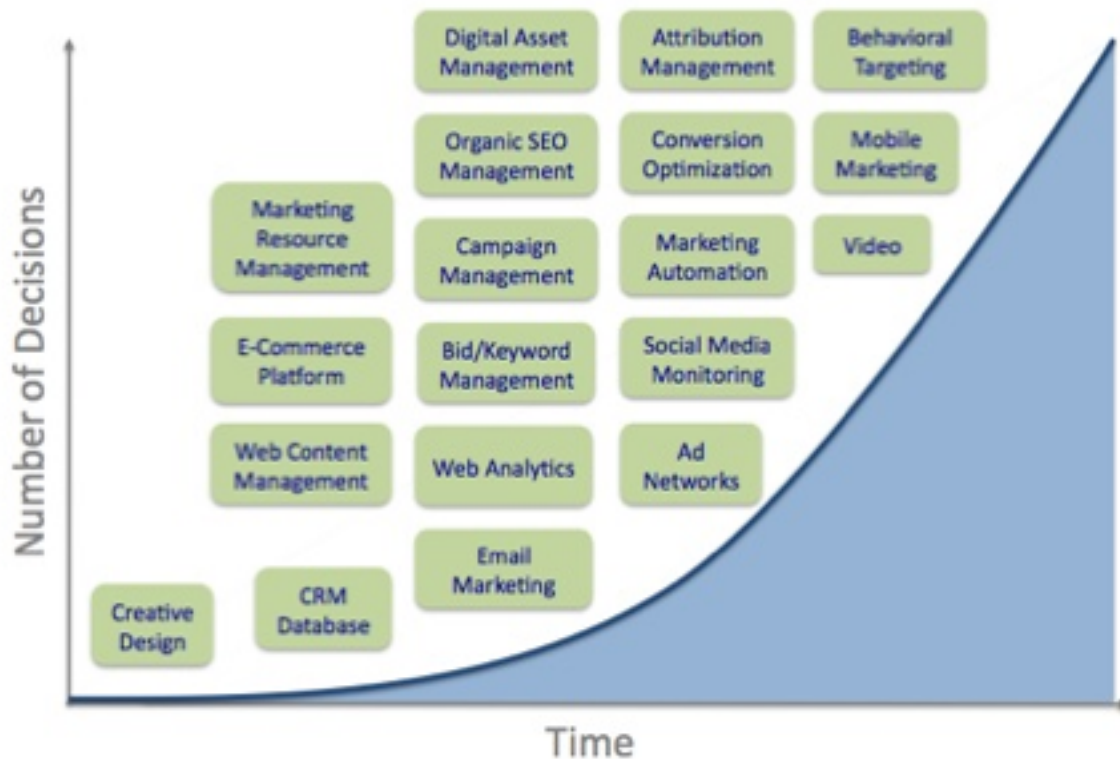 Number of Decisions
Creative
Design
Marketing
Resource
Management
E-Commerce
Platform
Web Content
Management
CRM
Database
Digital Asset
Management
Organic SEO
Management
Campaign
Management
Bid/Keyword
Management
Web Analytics
Email
Marketing
Attribution
Management
Conversion
Optimization
Marketing
Automation
Social Media
Monitoring
Ad
Networks
Behavioral
Targeting
Mobile
Marketing
Video
Time